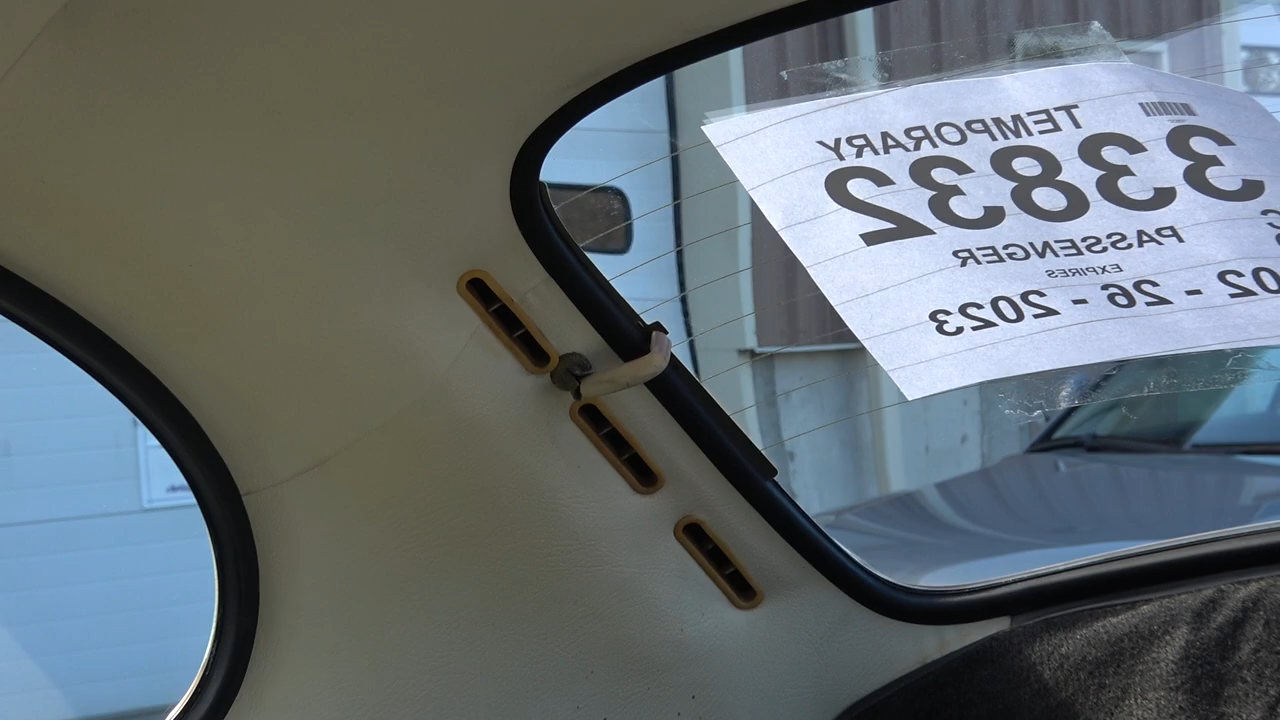 TEMPORARY
33832
PASSENGER
EXPIRES
02 - 26 - 2023